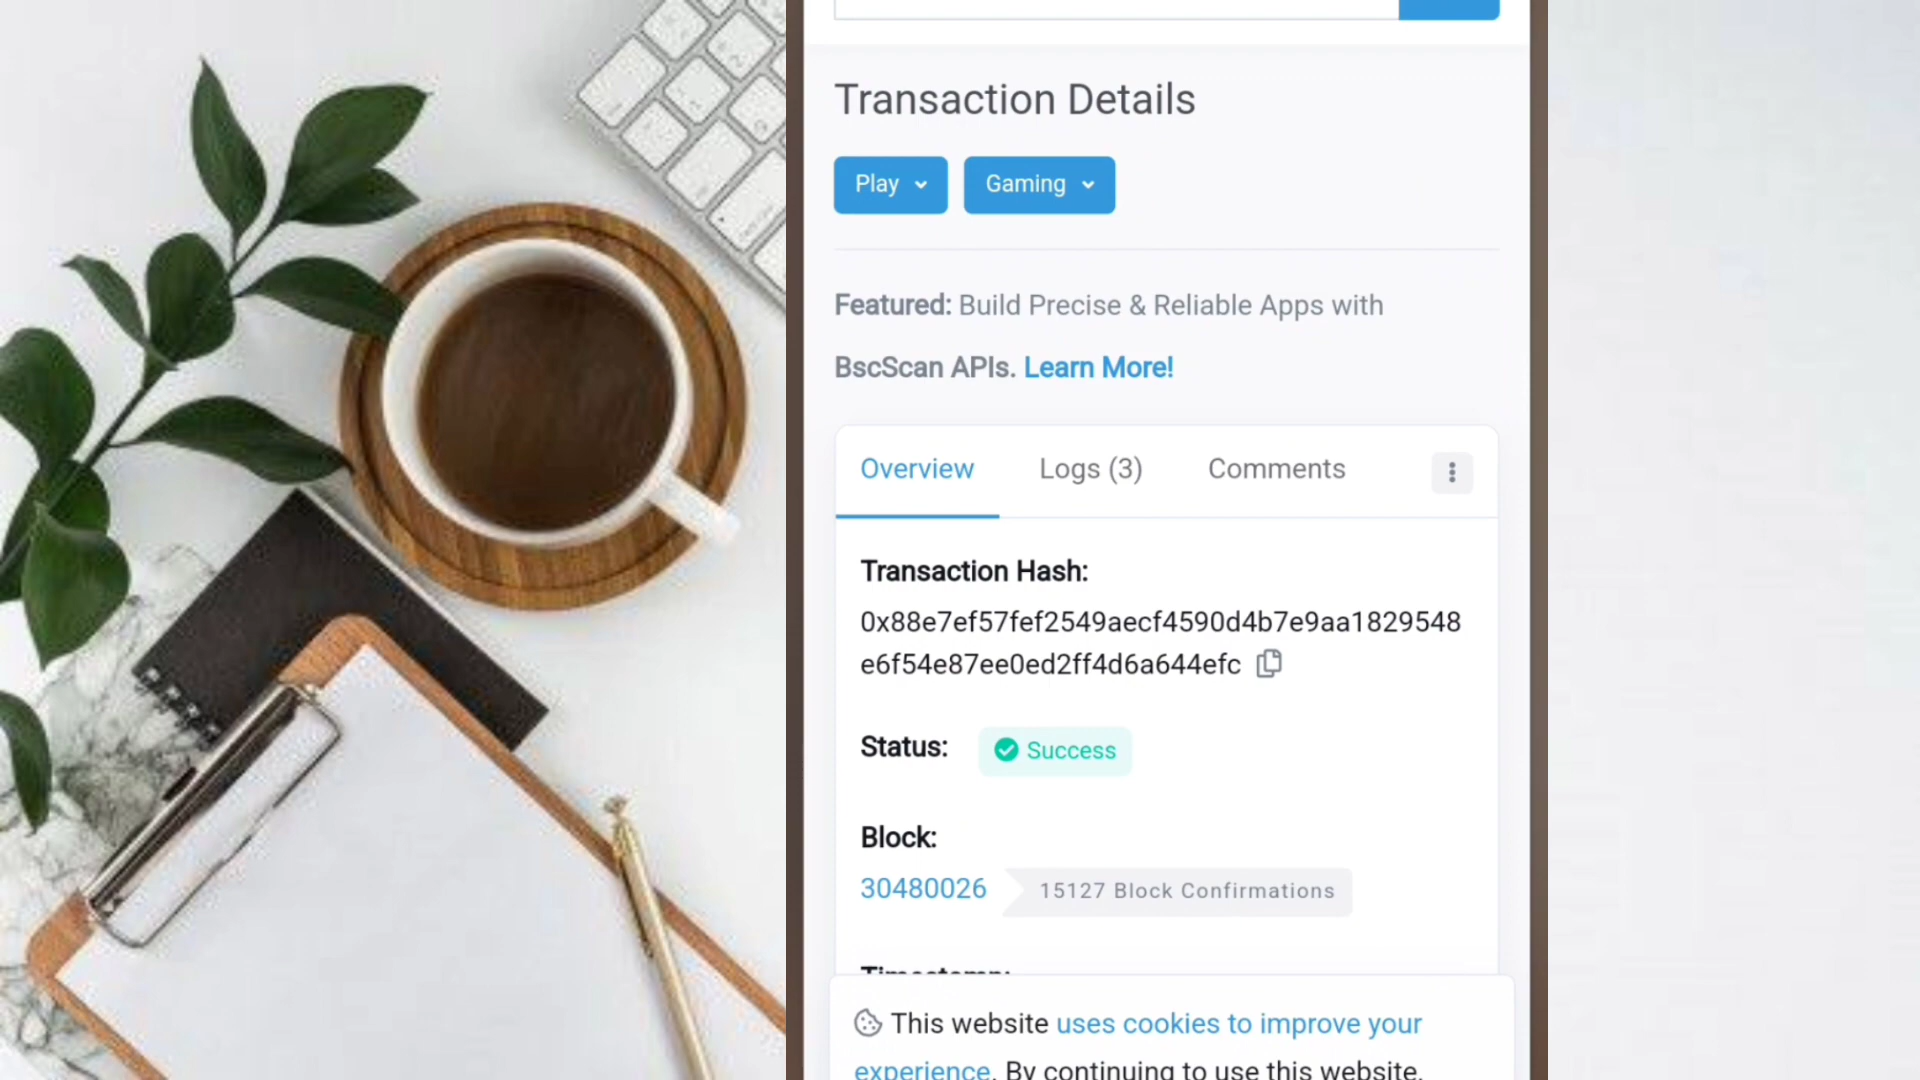 Transaction Details
Play
Gaming
Featured: Build Precise & Reliable Apps with
BscScan APIs. Learn More!
Overview
Logs (3)
Comments
Transaction Hash:
0x88e7ef57fef2549aecf4590d4b7e9aa1829548
e6f54e87ee0ed2ff4d6a644efc
Status:
Success
Block:
30480026
15127 Block Confirmations
Timestamp:
This website uses cookies to improve your
experience. By continuing to use this website,